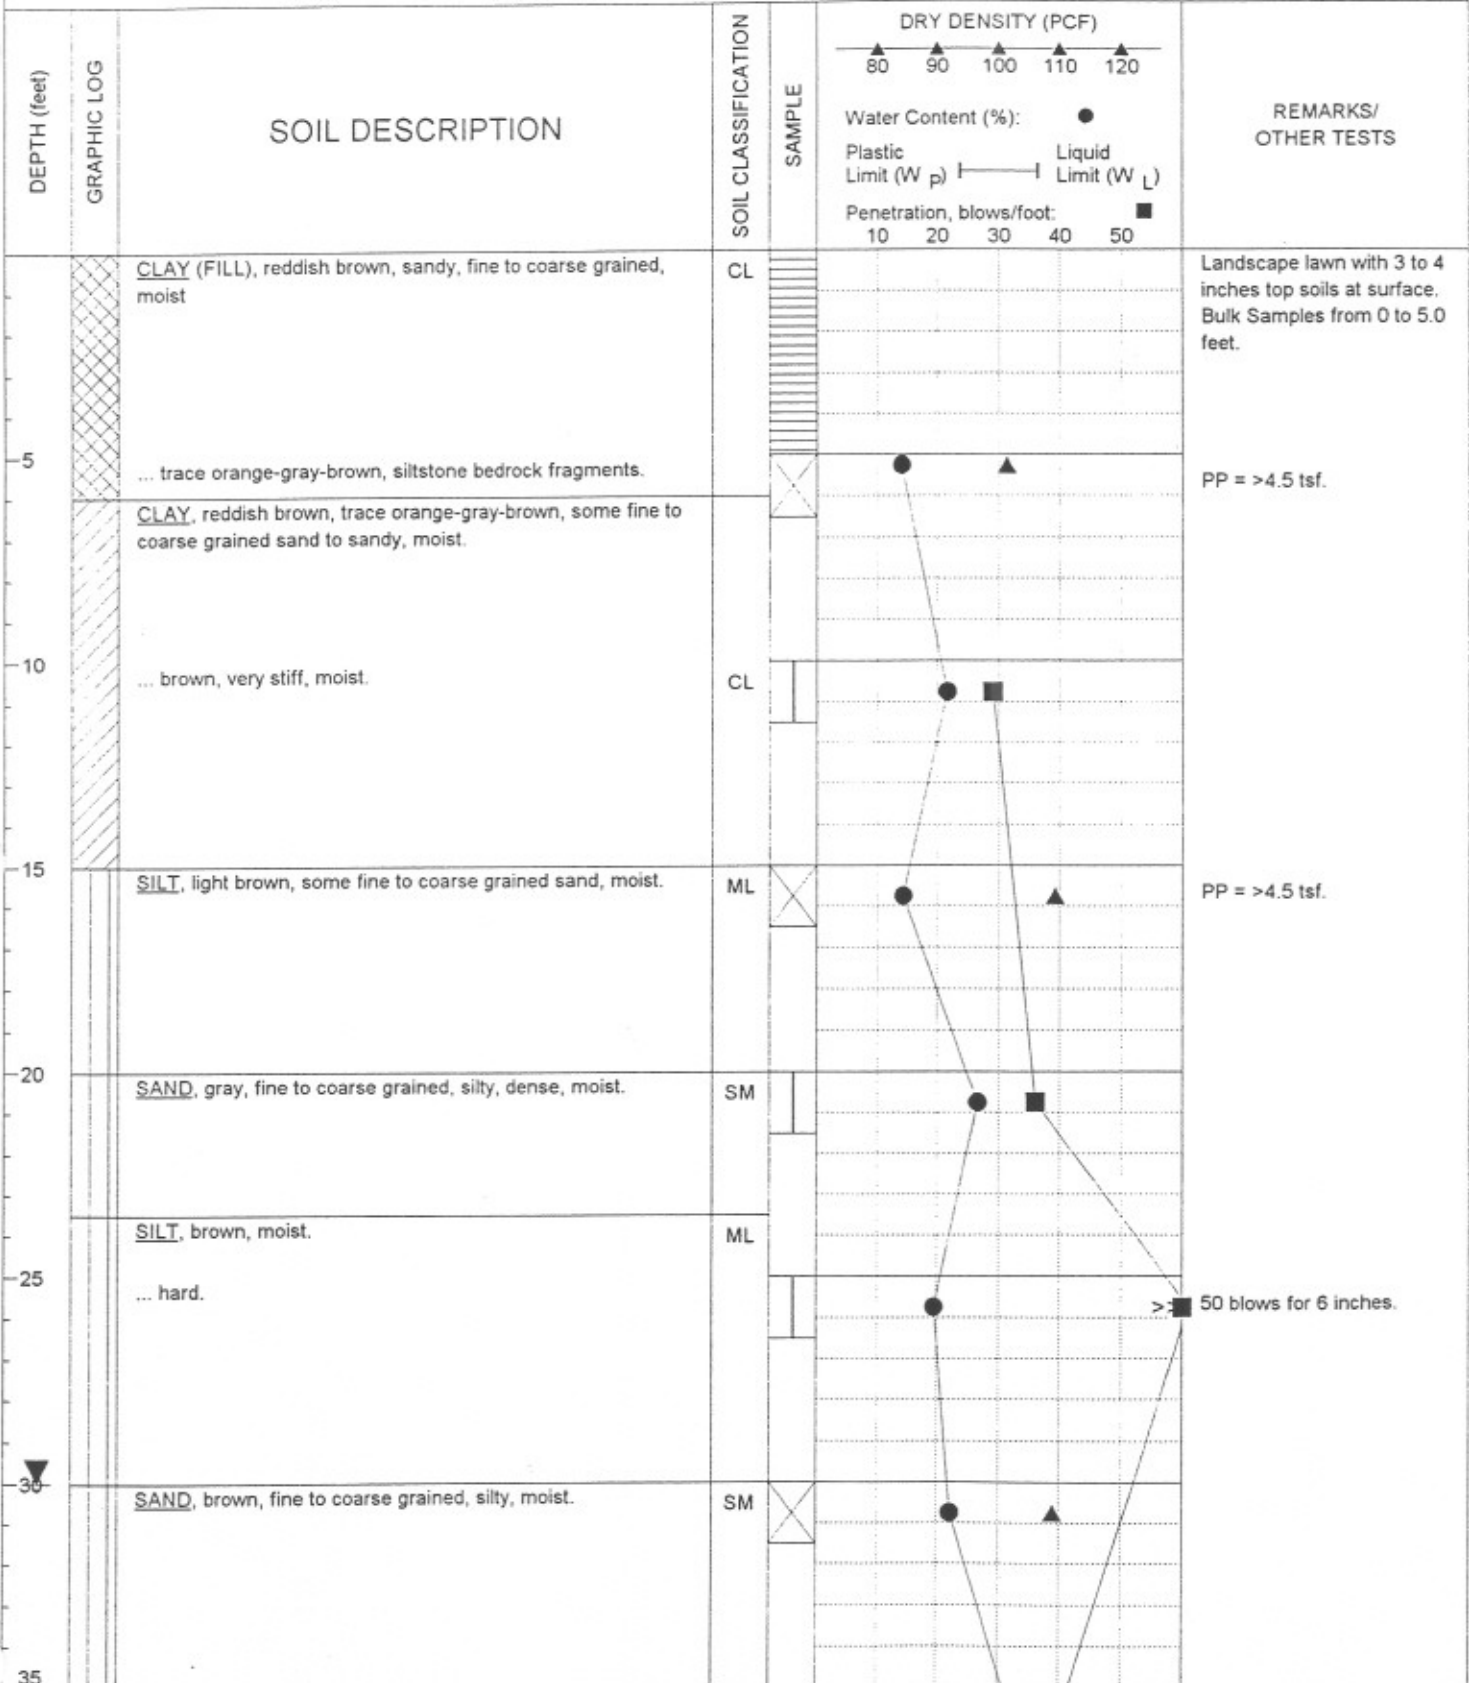 DEPTH (feet)
GRAPHIC LOG
SOIL DESCRIPTION
SOIL CLASSIFICATION
SAMPLE
DRY DENSITY (PCF)
80 90 100 110 120
Water Content (%):
Plastic Liquid
Limit (W P) Limit (W L)
Penetration, blows/foot:
10 20 30 40 50
REMARKS/
OTHER TESTS
CLAY (FILL), reddish brown, sandy, fine to coarse grained,
moist
CL
Landscape lawn with 3 to 4
inches top soils at surface.
Bulk Samples from 0 to 5.0
feet.
5
... trace orange-gray-brown, siltstone bedrock fragments.
PP = >4.5 tsf.
CLAY, reddish brown, trace orange-gray-brown, some fine to
coarse grained sand to sandy, moist.
10
... brown, very stiff, moist.
CL
15
SILT, light brown, some fine to coarse grained sand, moist.
ML
PP = >4.5 tsf.
20
SAND, gray, fine to coarse grained, silty, dense, moist.
SM
SILT, brown, moist.
ML
25
... hard.
>>
50 blows for 6 inches.
30
SAND, brown, fine to coarse grained, silty, moist.
SM
35